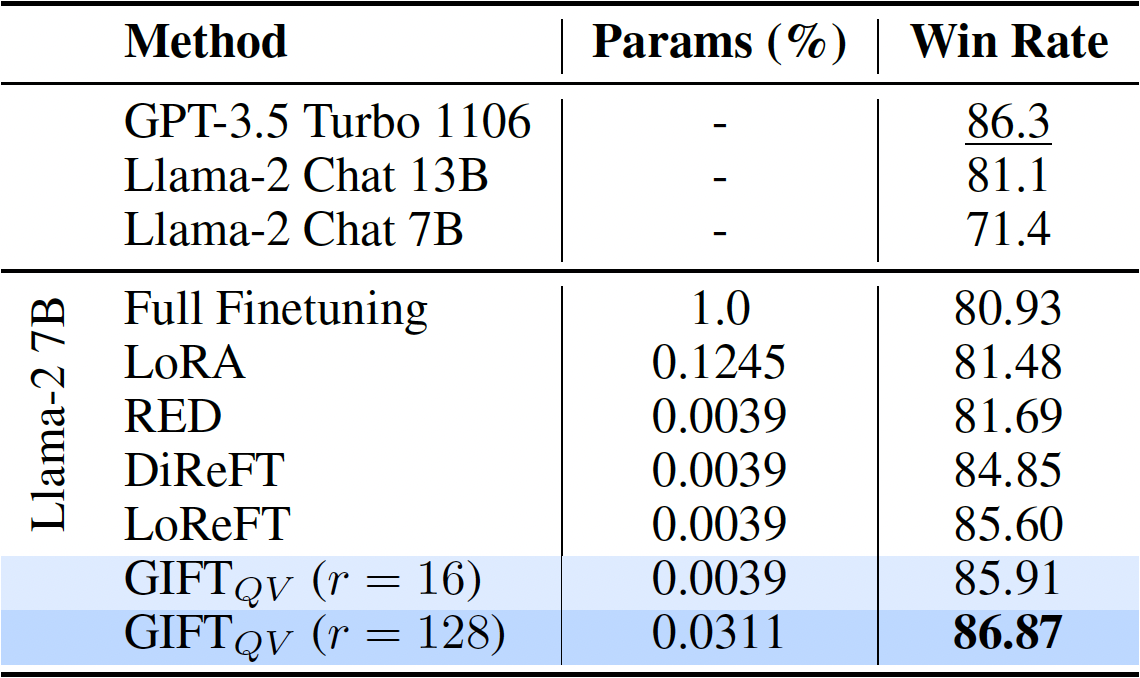 Method Params (%) Win Rate
GPT-3.5 Turbo 1106 - 86.3
Llama-2 Chat 13B - 81.1
Llama-2 Chat 7B - 71.4
Llama-2 7B
Full Finetuning 1.0 80.93
LoRA 0.1245 81.48
RED 0.0039 81.69
DiReFT 0.0039 84.85
LoReFT 0.0039 85.60
GIFT_{QV} (r = 16) 0.0039 85.91
GIFT_{QV} (r = 128) 0.0311 86.87